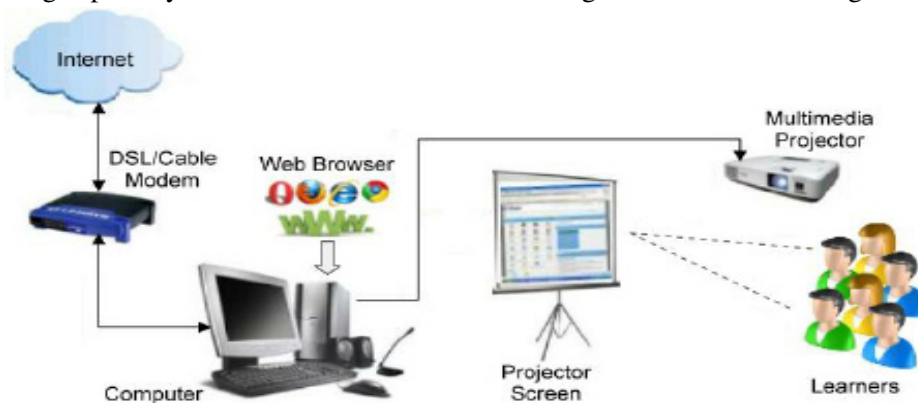 Internet
DSL/Cable
Modem
Web Browser
www.
Multimedia
Projector
Computer
Projector
Screen
Learners